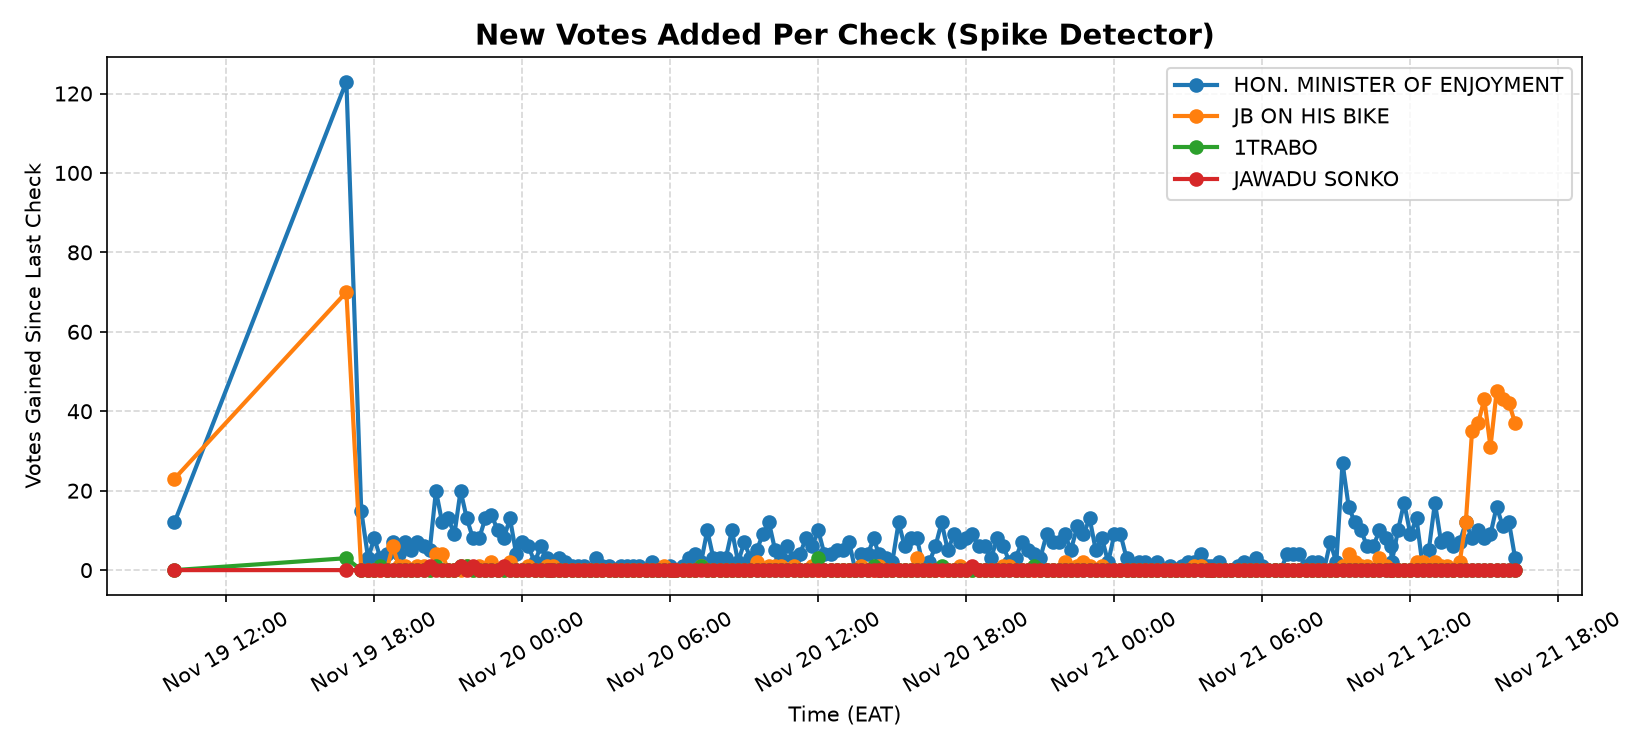 New Votes Added Per Check (Spike Detector)
HON. MINISTER OF ENJOYMENT
JB ON HIS BIKE
1TRABO
JAWADU SONKO
Votes Gained Since Last Check
120
100
80
60
40
20
0
Nov 19 12:00
Nov 19 18:00
Nov 20 00:00
Nov 20 06:00
Nov 20 12:00
Nov 20 18:00
Nov 21 00:00
Nov 21 06:00
Nov 21 12:00
Nov 21 18:00
Time (EAT)